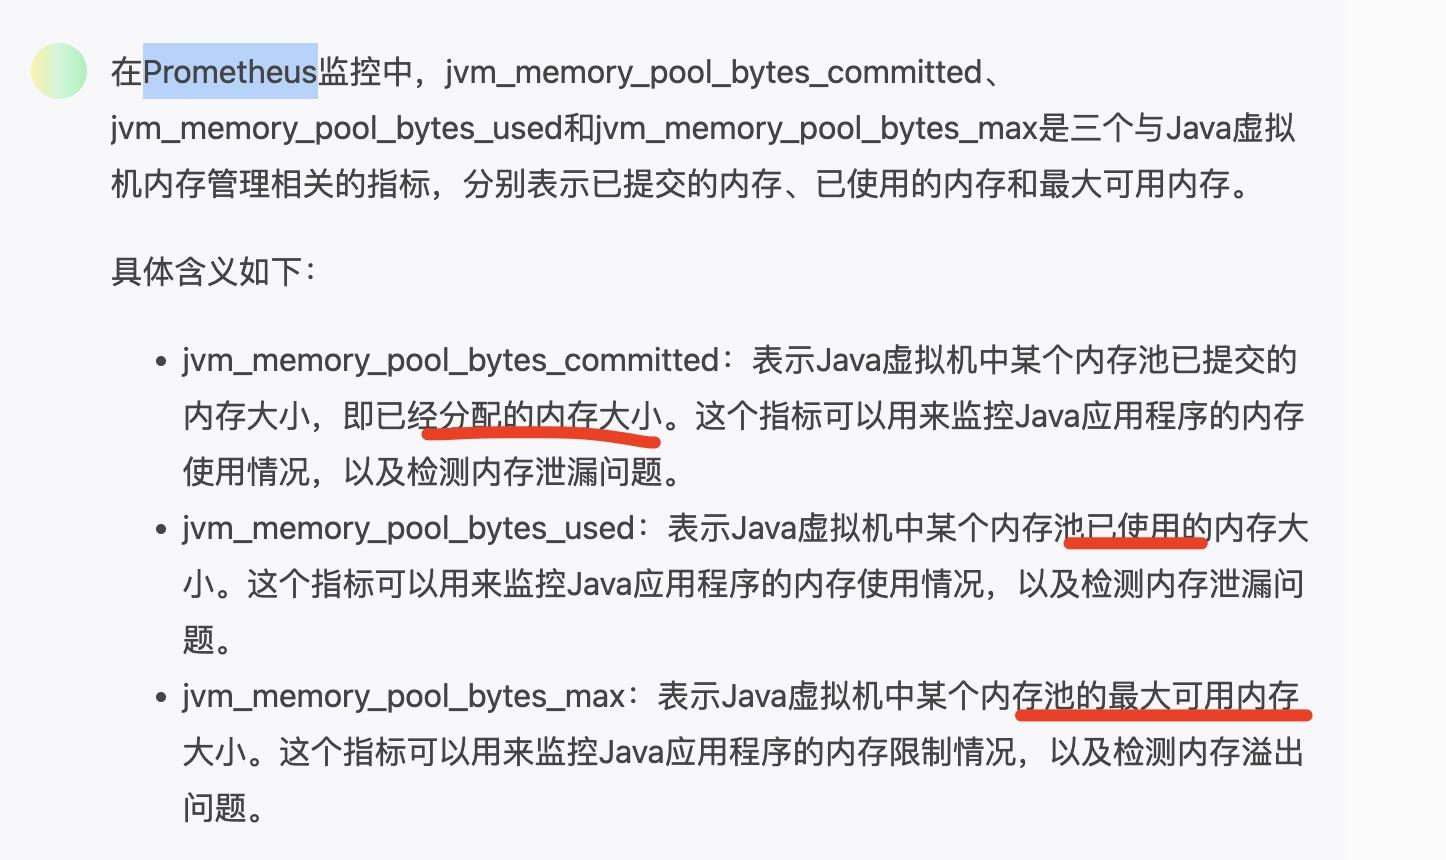 在Prometheus监控中，jvm_memory_pool_bytes_committed、
jvm_memory_pool_bytes_used和jvm_memory_pool_bytes_max是三个与Java虚拟
机内存管理相关的指标，分别表示已提交的内存、已使用的内存和最大可用内存。
具体含义如下：
• jvm_memory_pool_bytes_committed：表示Java虚拟机中某个内存池已提交的
内存大小，即已经分配的内存大小。这个指标可以用来监控Java应用程序的内存
使用情况，以及检测内存泄漏问题。
• jvm_memory_pool_bytes_used：表示Java虚拟机中某个内存池已使用的内存大
小。这个指标可以用来监控Java应用程序的内存使用情况，以及检测内存泄漏问
题。
• jvm_memory_pool_bytes_max：表示Java虚拟机中某个内存池的最大可用内存
大小。这个指标可以用来监控Java应用程序的内存限制情况，以及检测内存溢出
问题。